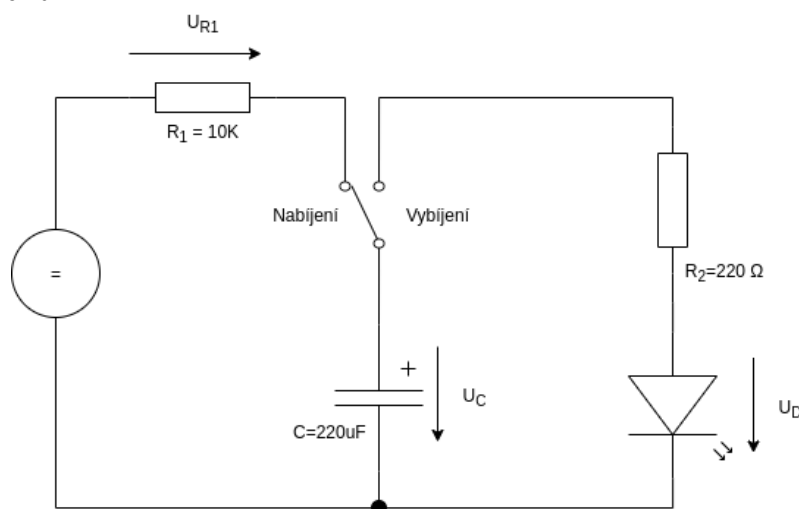 U_R1
R_1 = 10K
Nabíjení
Vybíjení
=
R_2=220 Ω
+
U_C
C=220uF
U_D